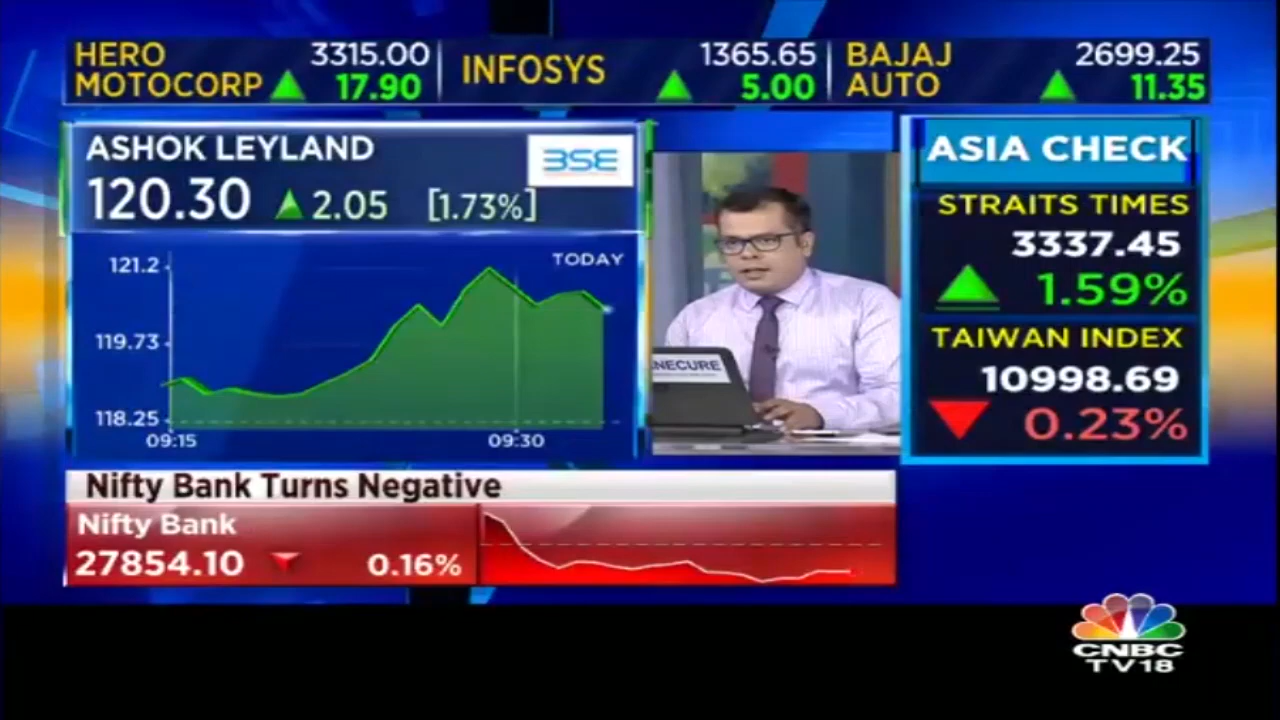 HERO
MOTOCORP
3315.00
▲ 17.90
INFOSYS
1365.65
▲ 5.00
BAJAJ
AUTO
2699.25
▲ 11.35
ASHOK LEYLAND
BSE
120.30 ▲ 2.05 [1.73%]
TODAY
121.2
119.73
118.25
09:15 09:30
NECURE
ASIA CHECK
STRAITS TIMES
3337.45
▲ 1.59%
TAIWAN INDEX
10998.69
▼ 0.23%
Nifty Bank Turns Negative
Nifty Bank
27854.10 ▼ 0.16%
CNBC
TV18